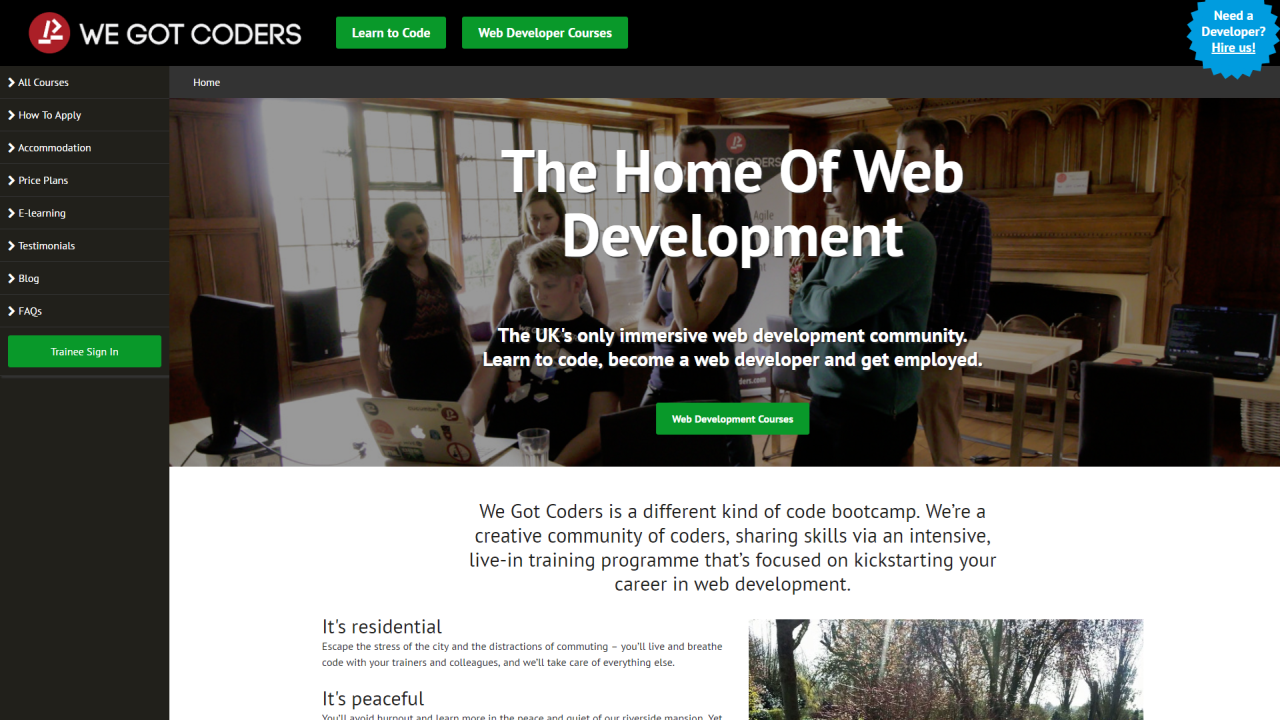 WE GOT CODERS
Learn to Code
Web Developer Courses
Need a
Developer?
Hire us!
All Courses
How To Apply
Accommodation
Price Plans
E-learning
Testimonials
Blog
FAQs
Trainee Sign In
Home
The Home Of Web
Development
The UK's only immersive web development community.
Learn to code, become a web developer and get employed.
Web Development Courses
We Got Coders is a different kind of code bootcamp. We’re a
creative community of coders, sharing skills via an intensive,
live-in training programme that’s focused on kickstarting your
career in web development.
It's residential
Escape the stress of the city and the distractions of commuting – you’ll live and breathe
code with your trainers and colleagues, and we’ll take care of everything else.
It's peaceful
You’ll avoid burnout and learn more in the peace and quiet of our riverside mansion. Yet